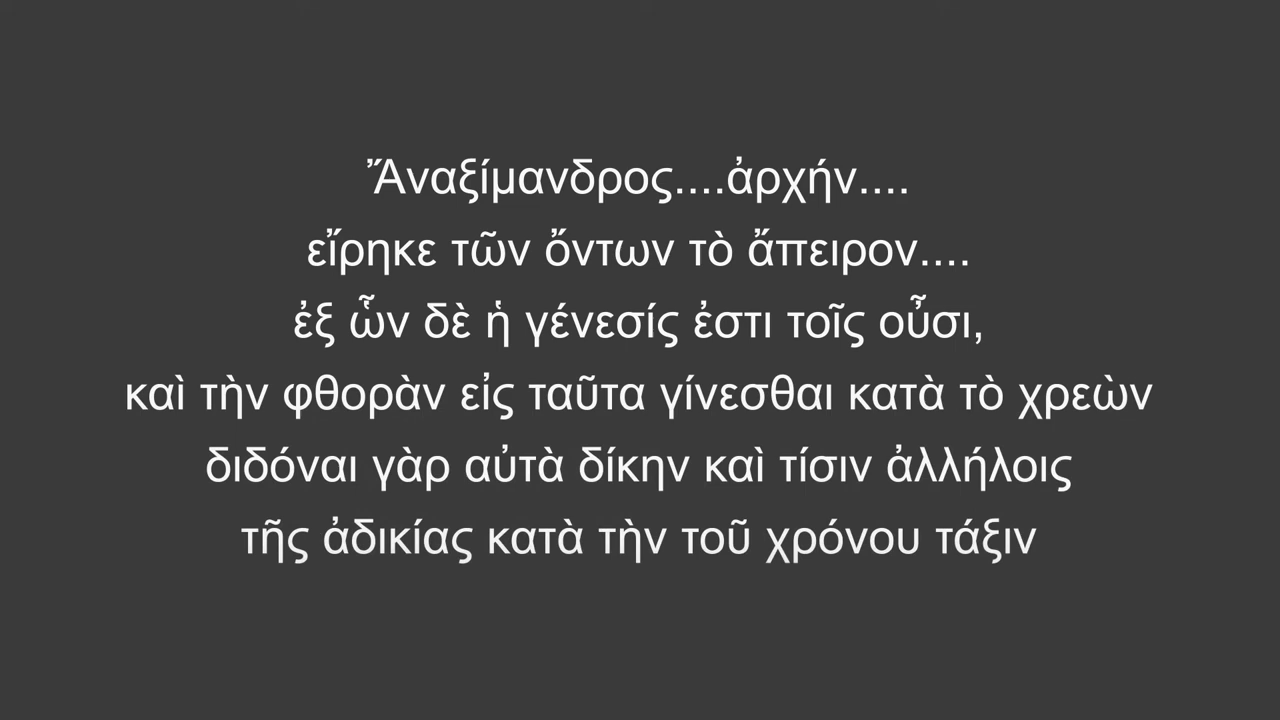 Ἄναξίμανδρος....ἀρχήν....
εἴρηκε τῶν ὄντων τὸ ἄπειρον....
ἐξ ὧν δὲ ἡ γένεσίς ἐστι τοῖς οὖσι,
καὶ τὴν φθορὰν εἰς ταῦτα γίνεσθαι κατὰ τὸ χρεὼν
διδόναι γὰρ αὐτὰ δίκην καὶ τίσιν ἀλλήλοις
τῆς ἀδικίας κατὰ τὴν τοῦ χρόνου τάξιν